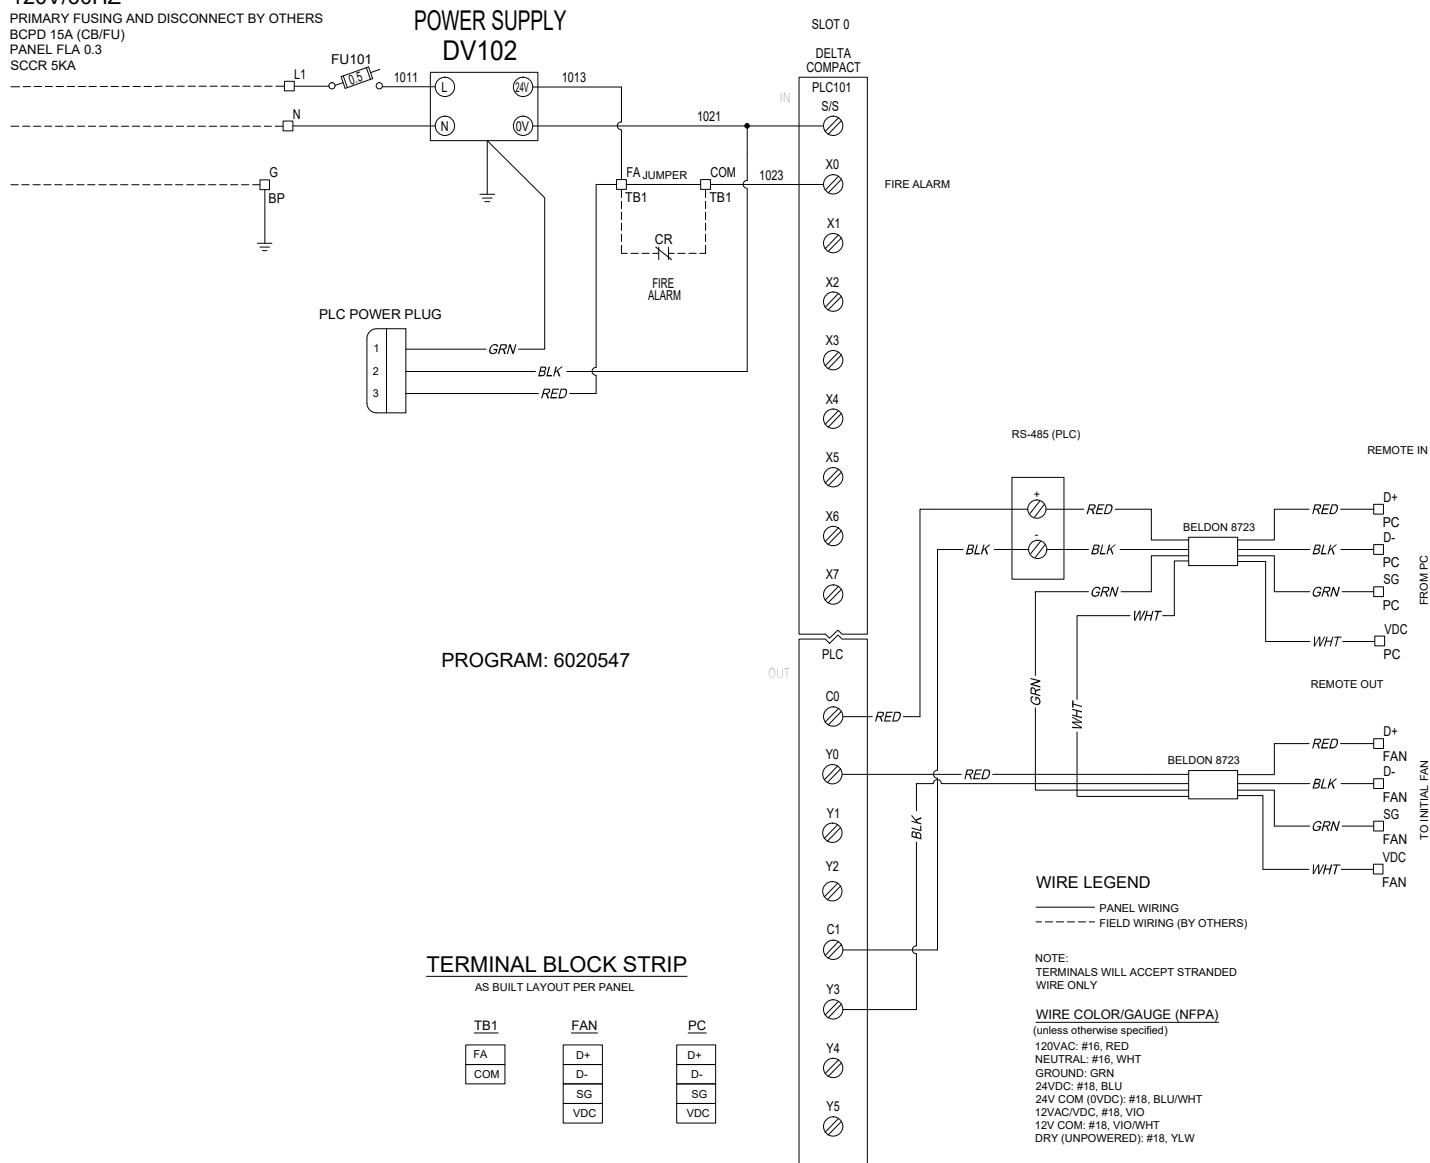 120V/60HZ
PRIMARY FUSING AND DISCONNECT BY OTHERS
BCPD 15A (CB/FU)
PANEL FLA 0.3
SCCR 5KA
POWER SUPPLY
DV102
L1
FU101
0.5
1011
L
24V
1013
N
N
0V
1021
G
BP
FA
JUMPER
COM
1023
TB1
TB1
CR
FIRE
ALARM
PLC POWER PLUG
1
2
3
GRN
BLK
RED
SLOT 0
DELTA
COMPACT
PLC101
IN
S/S
X0
FIRE ALARM
X1
X2
X3
X4
X5
X6
X7
PLC
OUT
C0
RED
Y0
RED
Y1
Y2
C1
Y3
Y4
Y5
PROGRAM: 6020547
RS-485 (PLC)
+
-
RED
BLK
BLK
GRN
WHT
GRN
WHT
BLK
BELDON 8723
REMOTE IN
RED
D+
PC
BLK
D-
PC
GRN
SG
PC
WHT
VDC
PC
FROM PC
REMOTE OUT
BELDON 8723
RED
D+
FAN
BLK
D-
FAN
GRN
SG
FAN
WHT
VDC
FAN
TO INITIAL FAN
WIRE LEGEND
PANEL WIRING
FIELD WIRING (BY OTHERS)
NOTE:
TERMINALS WILL ACCEPT STRANDED
WIRE ONLY
WIRE COLOR/GAUGE (NFPA)
(unless otherwise specified)
120VAC: #16, RED
NEUTRAL: #16, WHT
GROUND: GRN
24VDC: #18, BLU
24V COM (0VDC): #18, BLU/WHT
12VAC/VDC, #18, VIO
12V COM: #18, VIO/WHT
DRY (UNPOWERED): #18, YLW
TERMINAL BLOCK STRIP
AS BUILT LAYOUT PER PANEL
TB1
FA
COM
FAN
D+
D-
SG
VDC
PC
D+
D-
SG
VDC